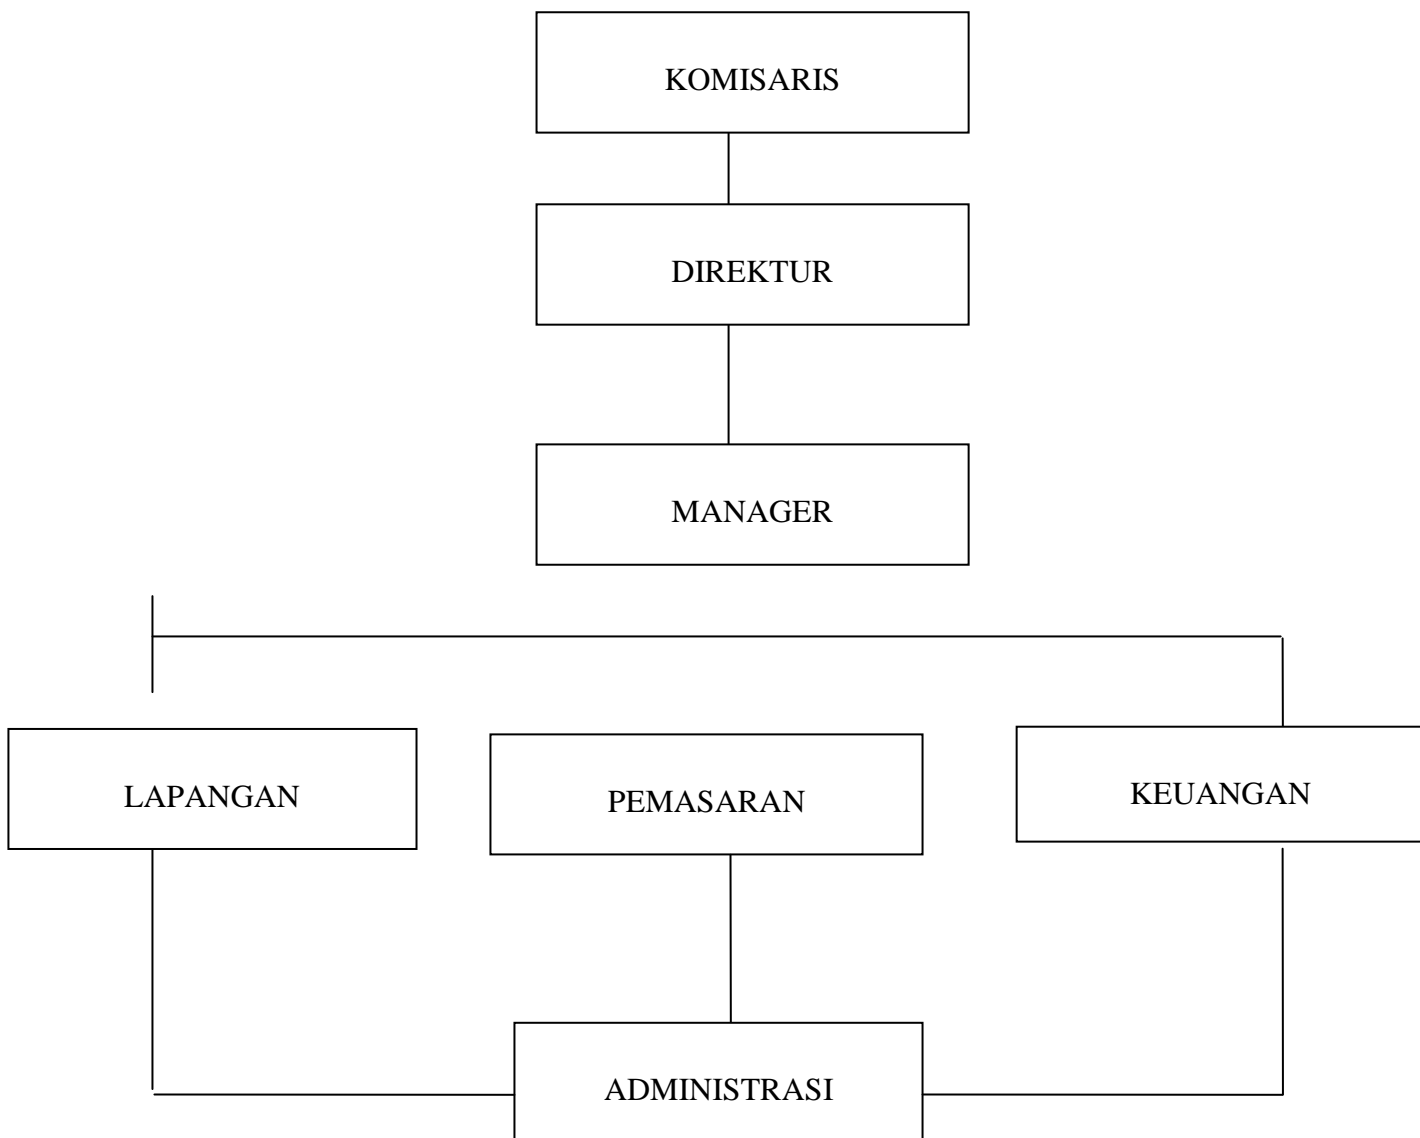 KOMISARIS
DIREKTUR
MANAGER
LAPANGAN
PEMASARAN
KEUANGAN
ADMINISTRASI